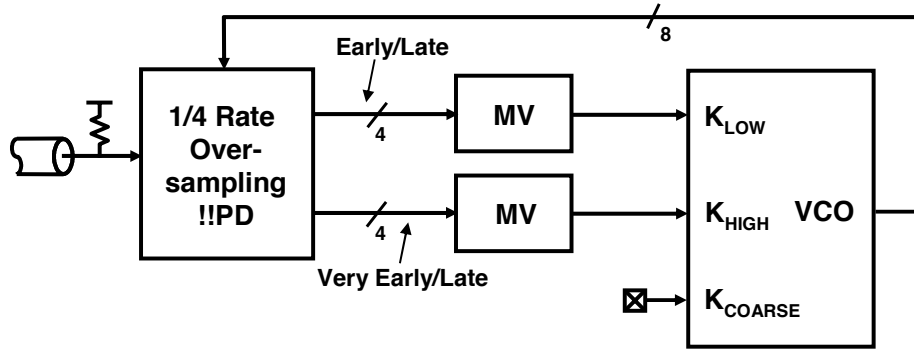 8
Early/Late
1/4 Rate
Over-
sampling
!!PD
4
MV
K_LOW
4
MV
K_HIGH
VCO
Very Early/Late
K_COARSE